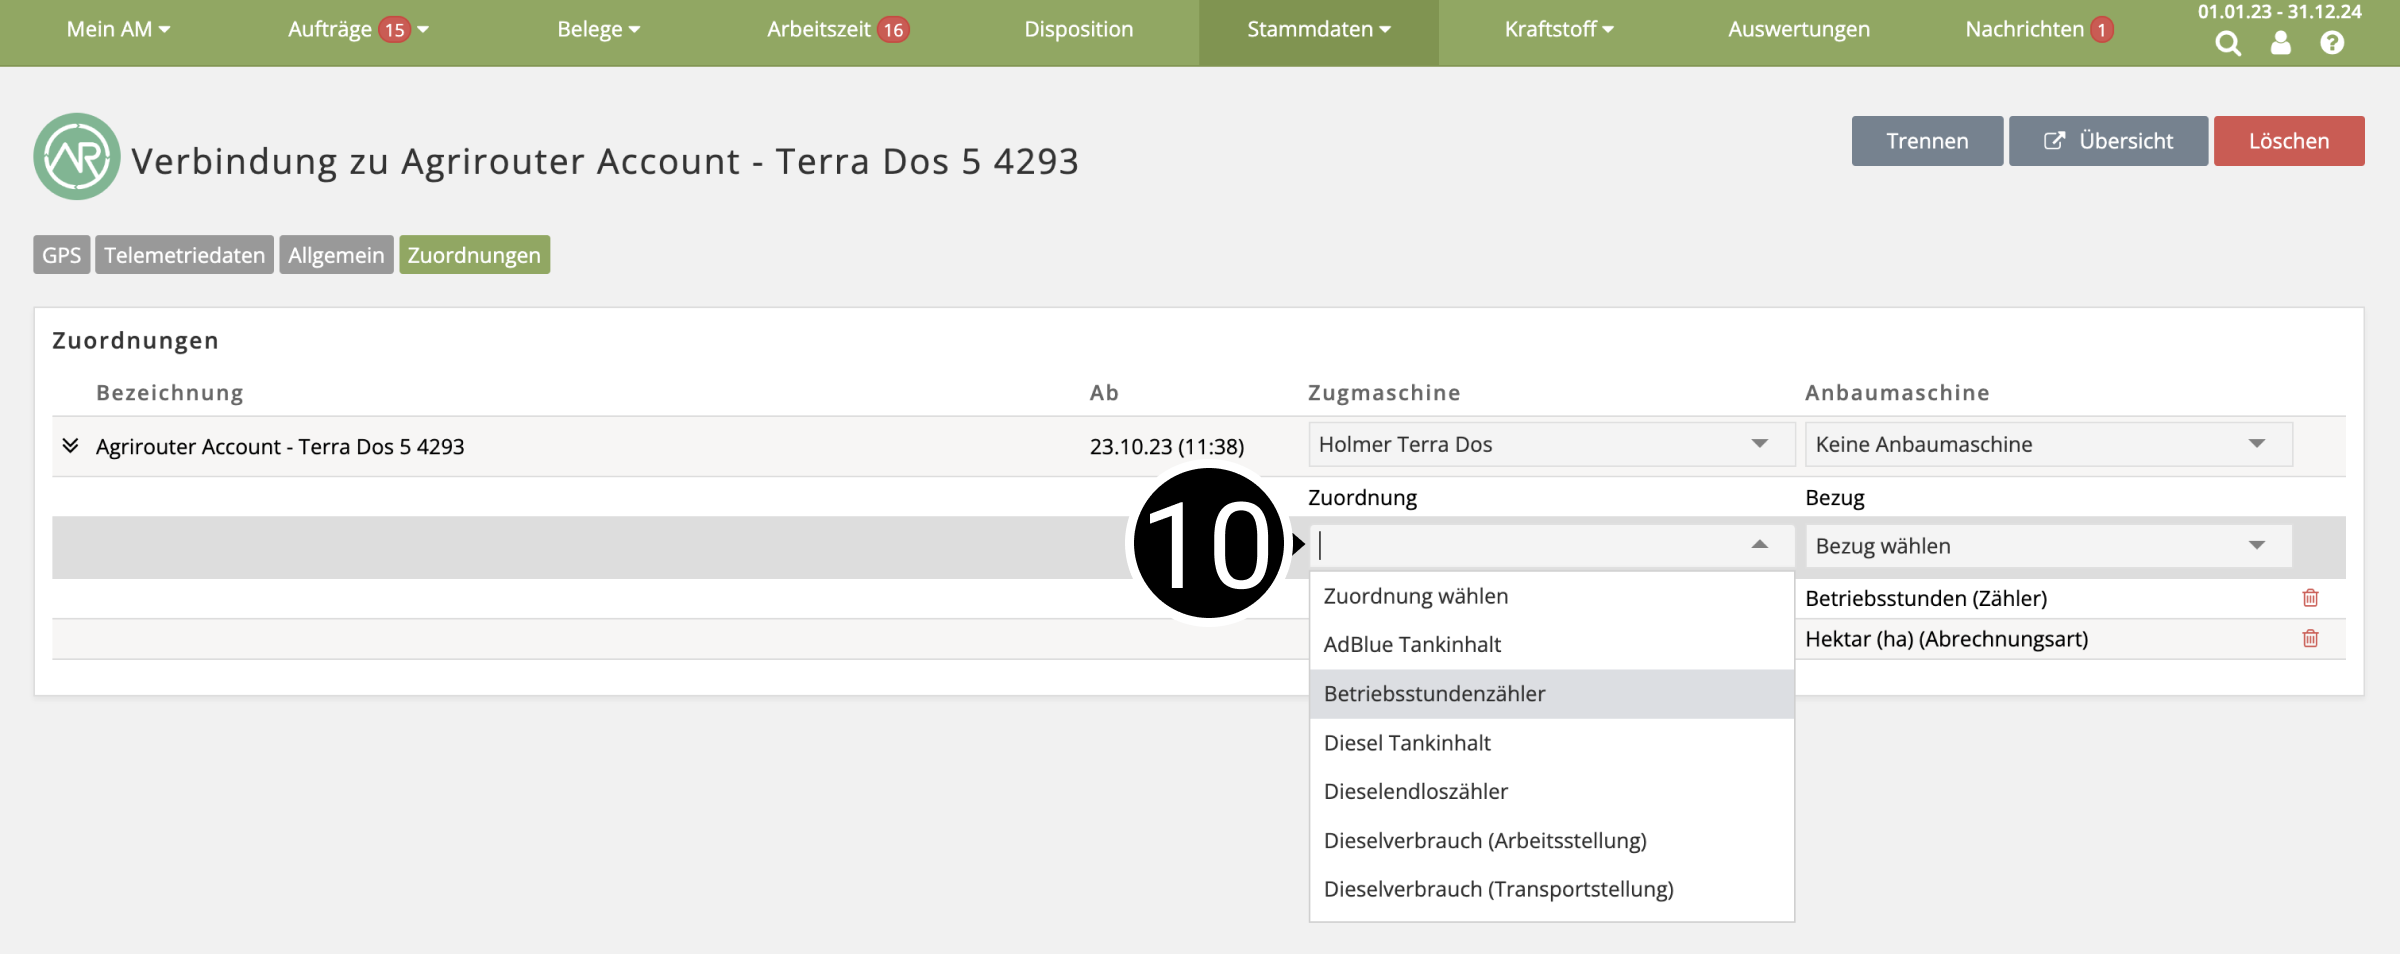 Mein AM
Aufträge 15
Belege
Arbeitszeit 16
Disposition
Stammdaten
Kraftstoff
Auswertungen
Nachrichten 1
01.01.23 - 31.12.24
AR Verbindung zu Agrirouter Account - Terra Dos 5 4293
Trennen
Übersicht
Löschen
GPS
Telemetriedaten
Allgemein
Zuordnungen
Zuordnungen
Bezeichnung Ab Zugmaschine Anbaumaschine
Agrirouter Account - Terra Dos 5 4293 23.10.23 (11:38) Holmer Terra Dos Keine Anbaumaschine
Zuordnung Bezug
10 Bezug wählen
Zuordnung wählen
Betriebsstunden (Zähler)
AdBlue Tankinhalt
Hektar (ha) (Abrechnungsart)
Betriebsstundenzähler
Diesel Tankinhalt
Dieselendloszähler
Dieselverbrauch (Arbeitsstellung)
Dieselverbrauch (Transportstellung)